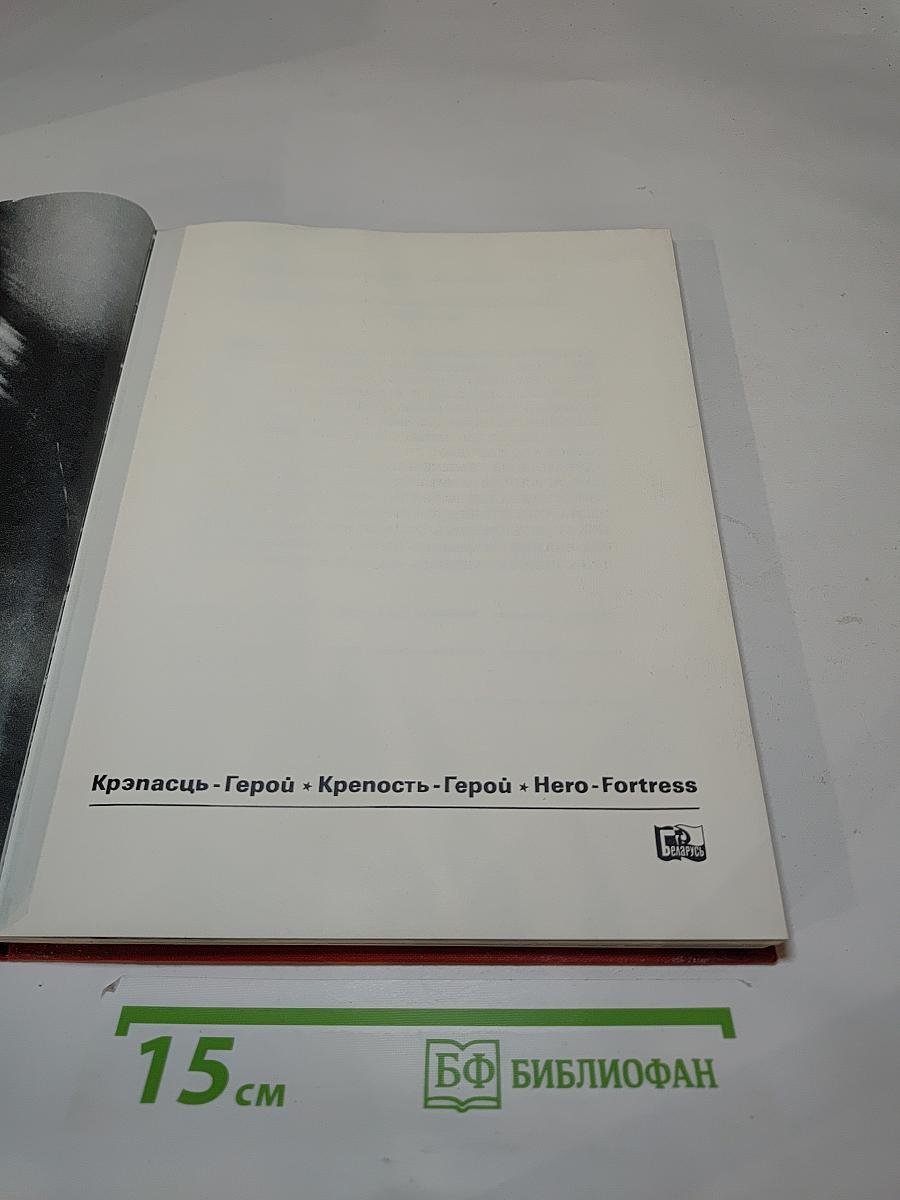 Крэпасць-Герой ★ Крепость-Герой ★ Hero-Fortress
Беларусь
15 см
БФ БИБЛИОФАН